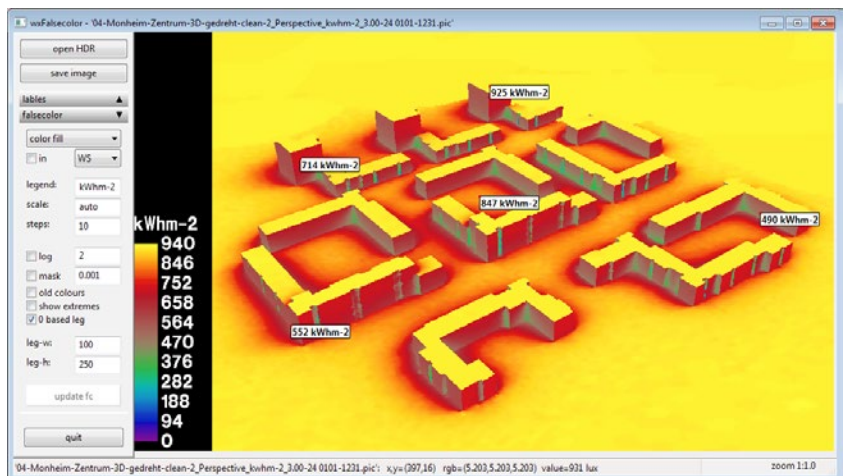 wxFalsecolor - '04-Monheim-Zentrum-3D-gedreht-clean-2_Perspective_kwhm-2_3.00-24 0101-1231.pic'
open HDR
save image
lables
falsecolor
color fill
in
WS
legend: kWhm-2
scale: auto
steps: 10
log 2
mask 0.001
old colours
show extremes
0 based leg
leg-w: 100
leg-h: 250
update fc
quit
kWhm-2
940
846
752
658
564
470
376
282
188
94
0
925 kWhm-2
714 kWhm-2
847 kWhm-2
490 kWhm-2
552 kWhm-2
'04-Monheim-Zentrum-3D-gedreht-clean-2_Perspective_kwhm-2_3.00-24 0101-1231.pic': x,y=(397,16) rgb=(5.203,5.203,5.203) value=931 lux
zoom 1:1.0